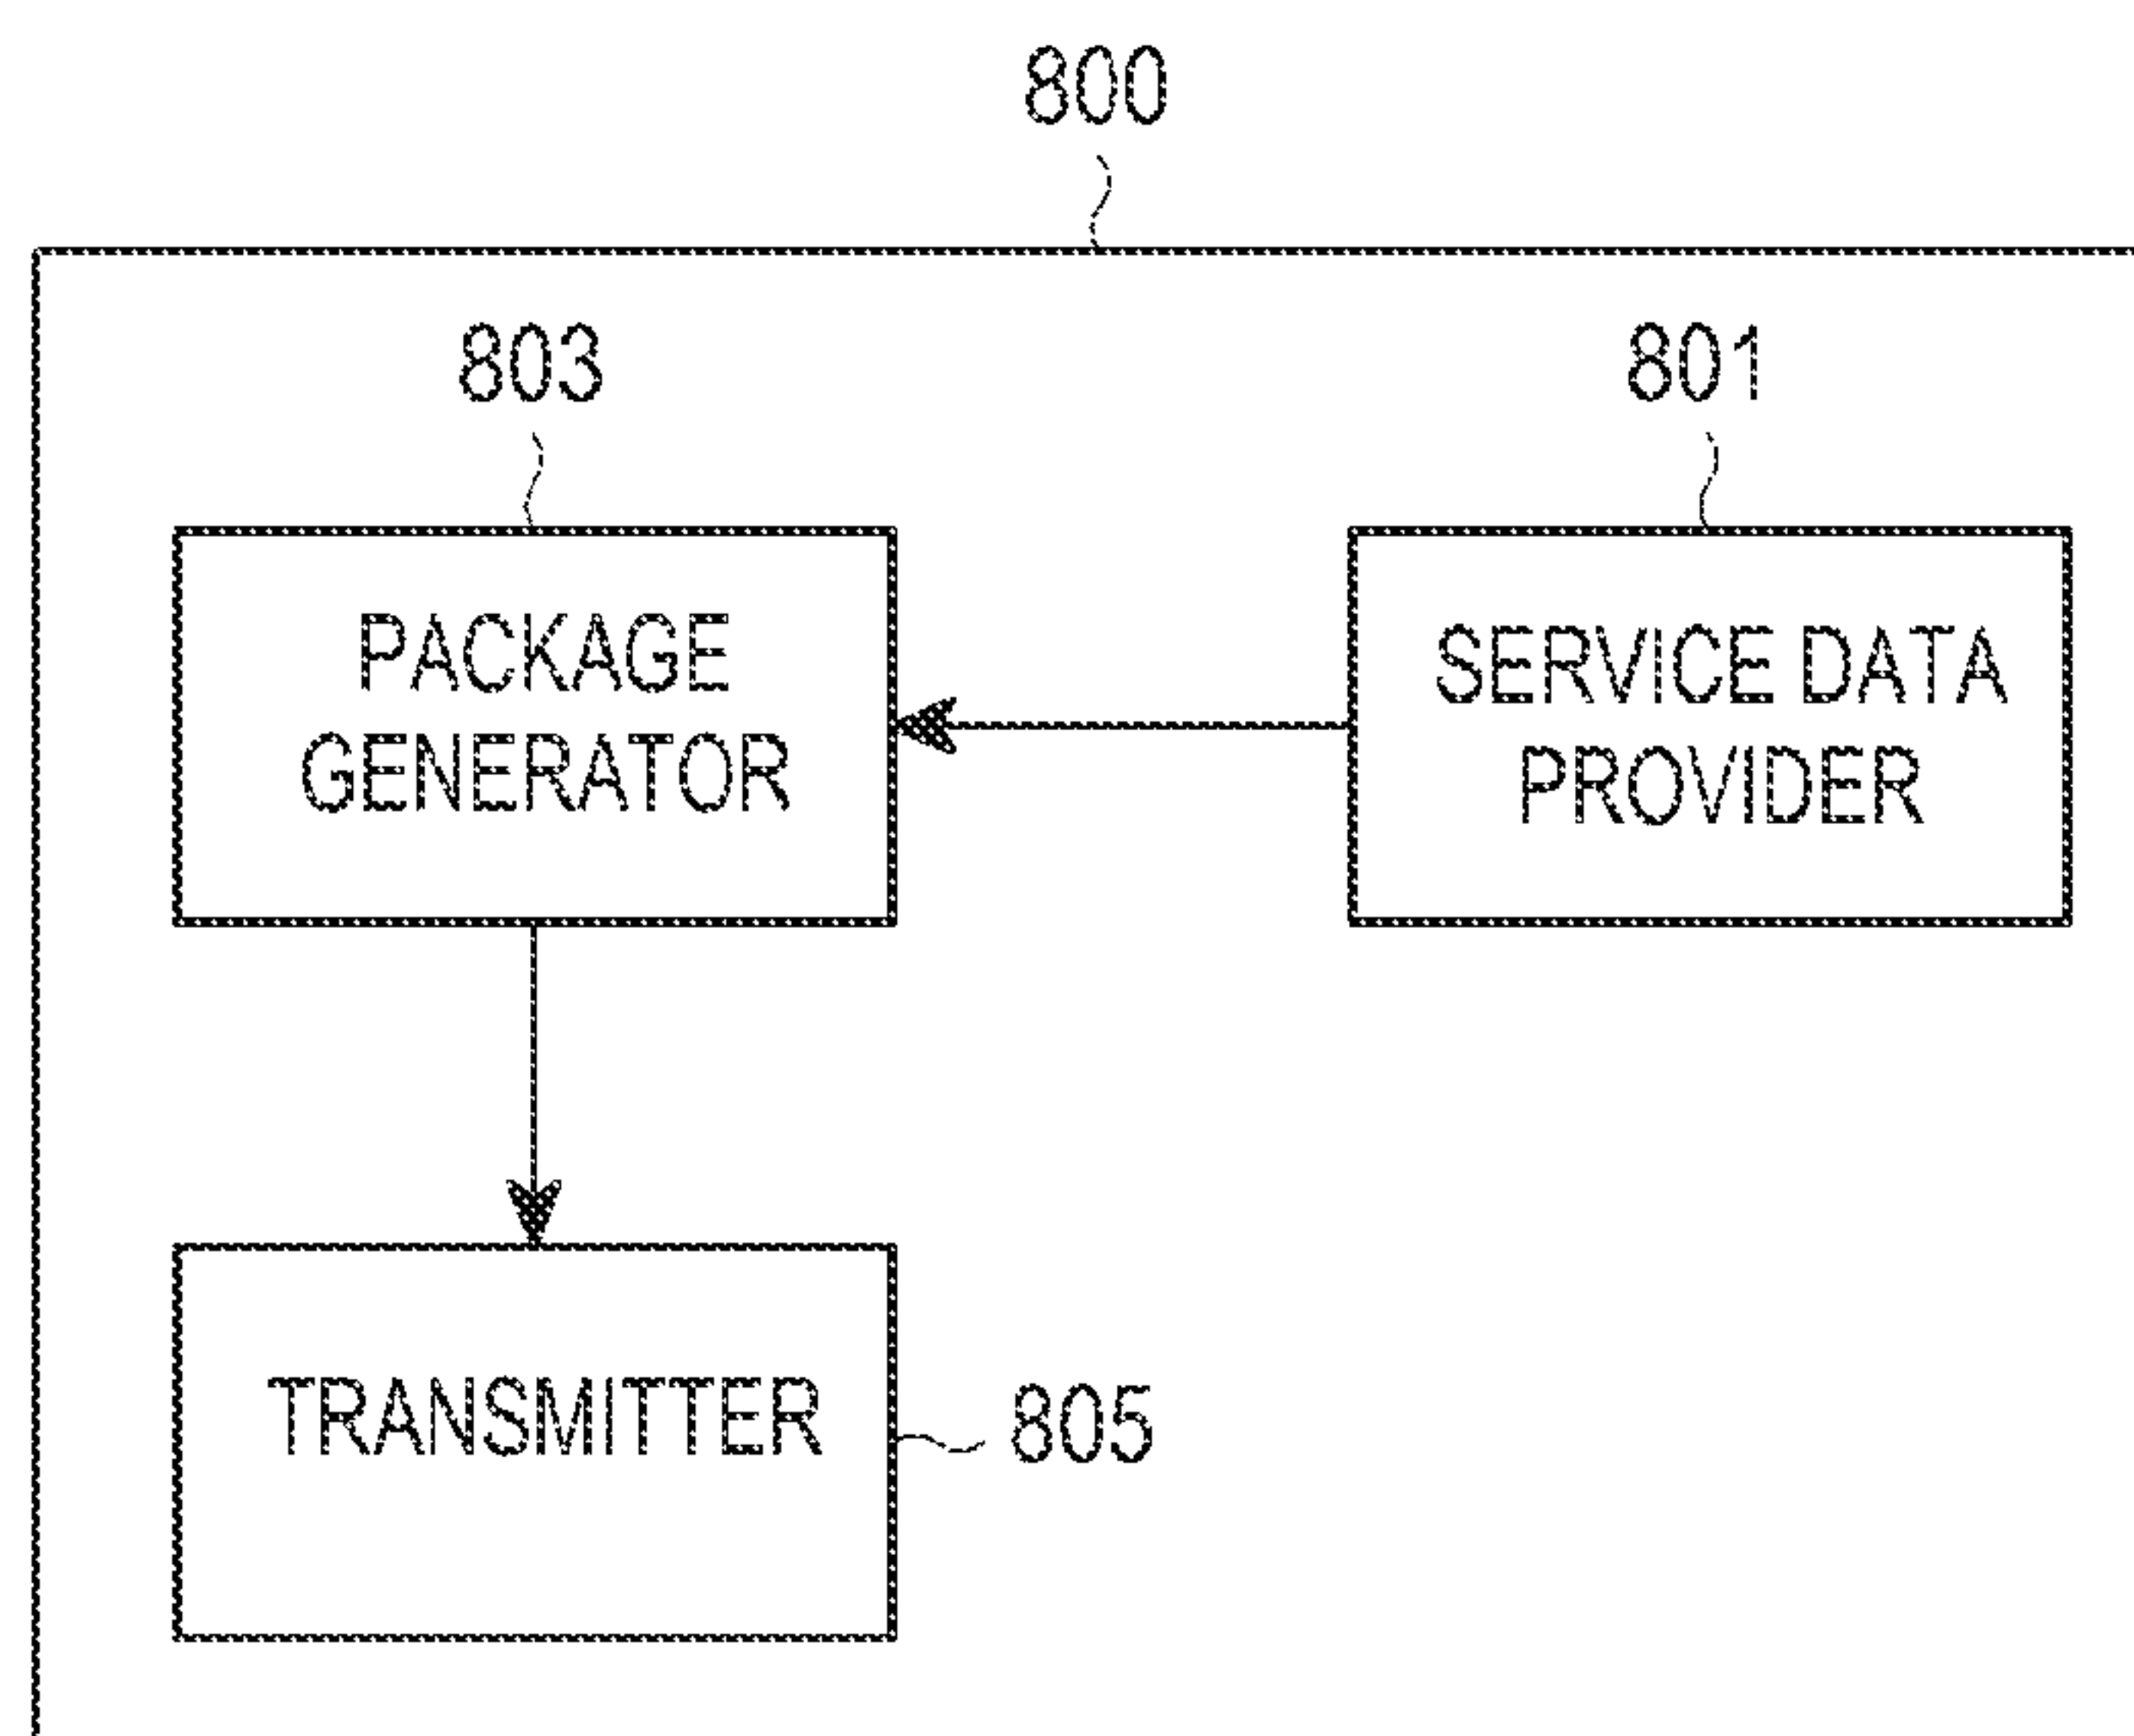 800
803
801
PACKAGE
GENERATOR
SERVICE DATA
PROVIDER
TRANSMITTER
805